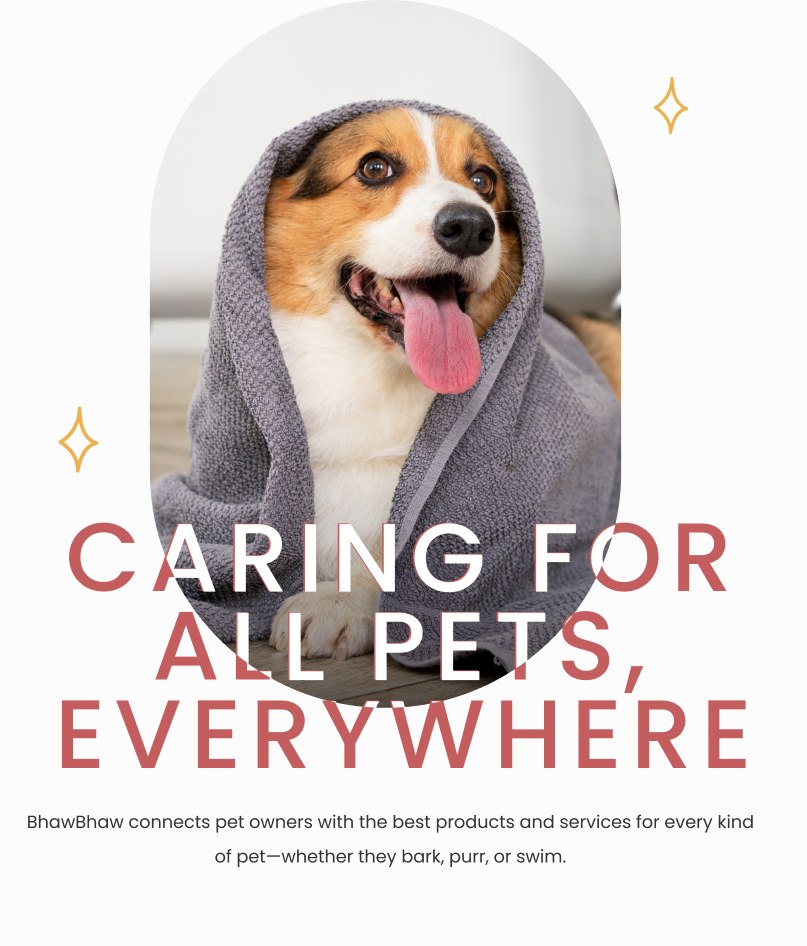 CARING FOR
ALL PETS,
EVERYWHERE
BhawBhaw connects pet owners with the best products and services for every kind
of pet—whether they bark, purr, or swim.